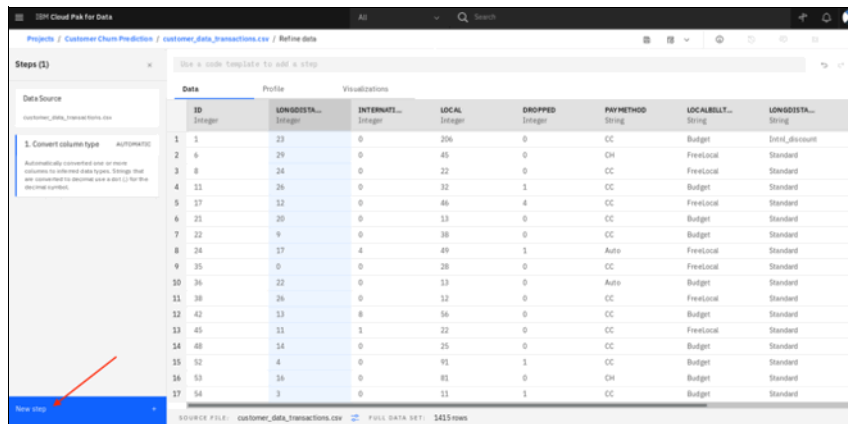 IBM Cloud Pak for Data All Search
Projects / Customer Churn Prediction / customer_data_transactions.csv / Refine data
Steps (1) × Use a code template to add a step
Data Profile Visualizations
Data Source
customer_data_transactions.csv
1. Convert column type AUTOMATIC
Automatically converted one or more
columns to inferred data types. Strings that
are converted to decimal use a dot (.) for the
decimal symbol.
New step +
ID LONGDISTA... INTERNATI... LOCAL DROPPED PAYMETHOD LOCALBILLT... LONGDISTA...
Integer Integer Integer Integer Integer String String String
1 1 23 0 206 0 CC Budget Intnl_discount
2 6 29 0 45 0 CH FreeLocal Standard
3 8 24 0 22 0 CC FreeLocal Standard
4 11 26 0 32 1 CC Budget Standard
5 17 12 0 46 4 CC FreeLocal Standard
6 21 20 0 13 0 CC Budget Standard
7 22 9 0 38 0 CC Budget Standard
8 24 17 4 49 1 Auto FreeLocal Standard
9 35 0 0 28 0 CC FreeLocal Standard
10 36 22 0 13 0 Auto Budget Standard
11 38 26 0 12 0 CC FreeLocal Standard
12 42 13 8 56 0 CC Budget Standard
13 45 11 1 22 0 CC FreeLocal Standard
14 48 14 0 25 0 CC Budget Standard
15 52 4 0 91 1 CC Budget Standard
16 53 16 0 81 0 CH Budget Standard
17 54 3 0 11 1 CC Budget Standard
SOURCE FILE: customer_data_transactions.csv FULL DATA SET: 1415 rows